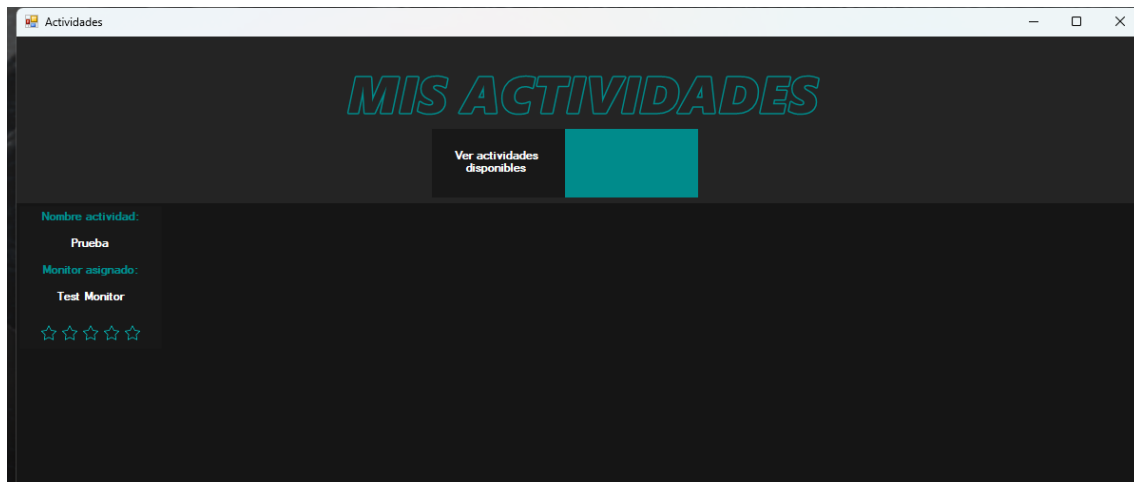 Actividades
MIS ACTIVIDADES
Ver actividades
disponibles
Nombre actividad:
Prueba
Monitor asignado:
Test Monitor